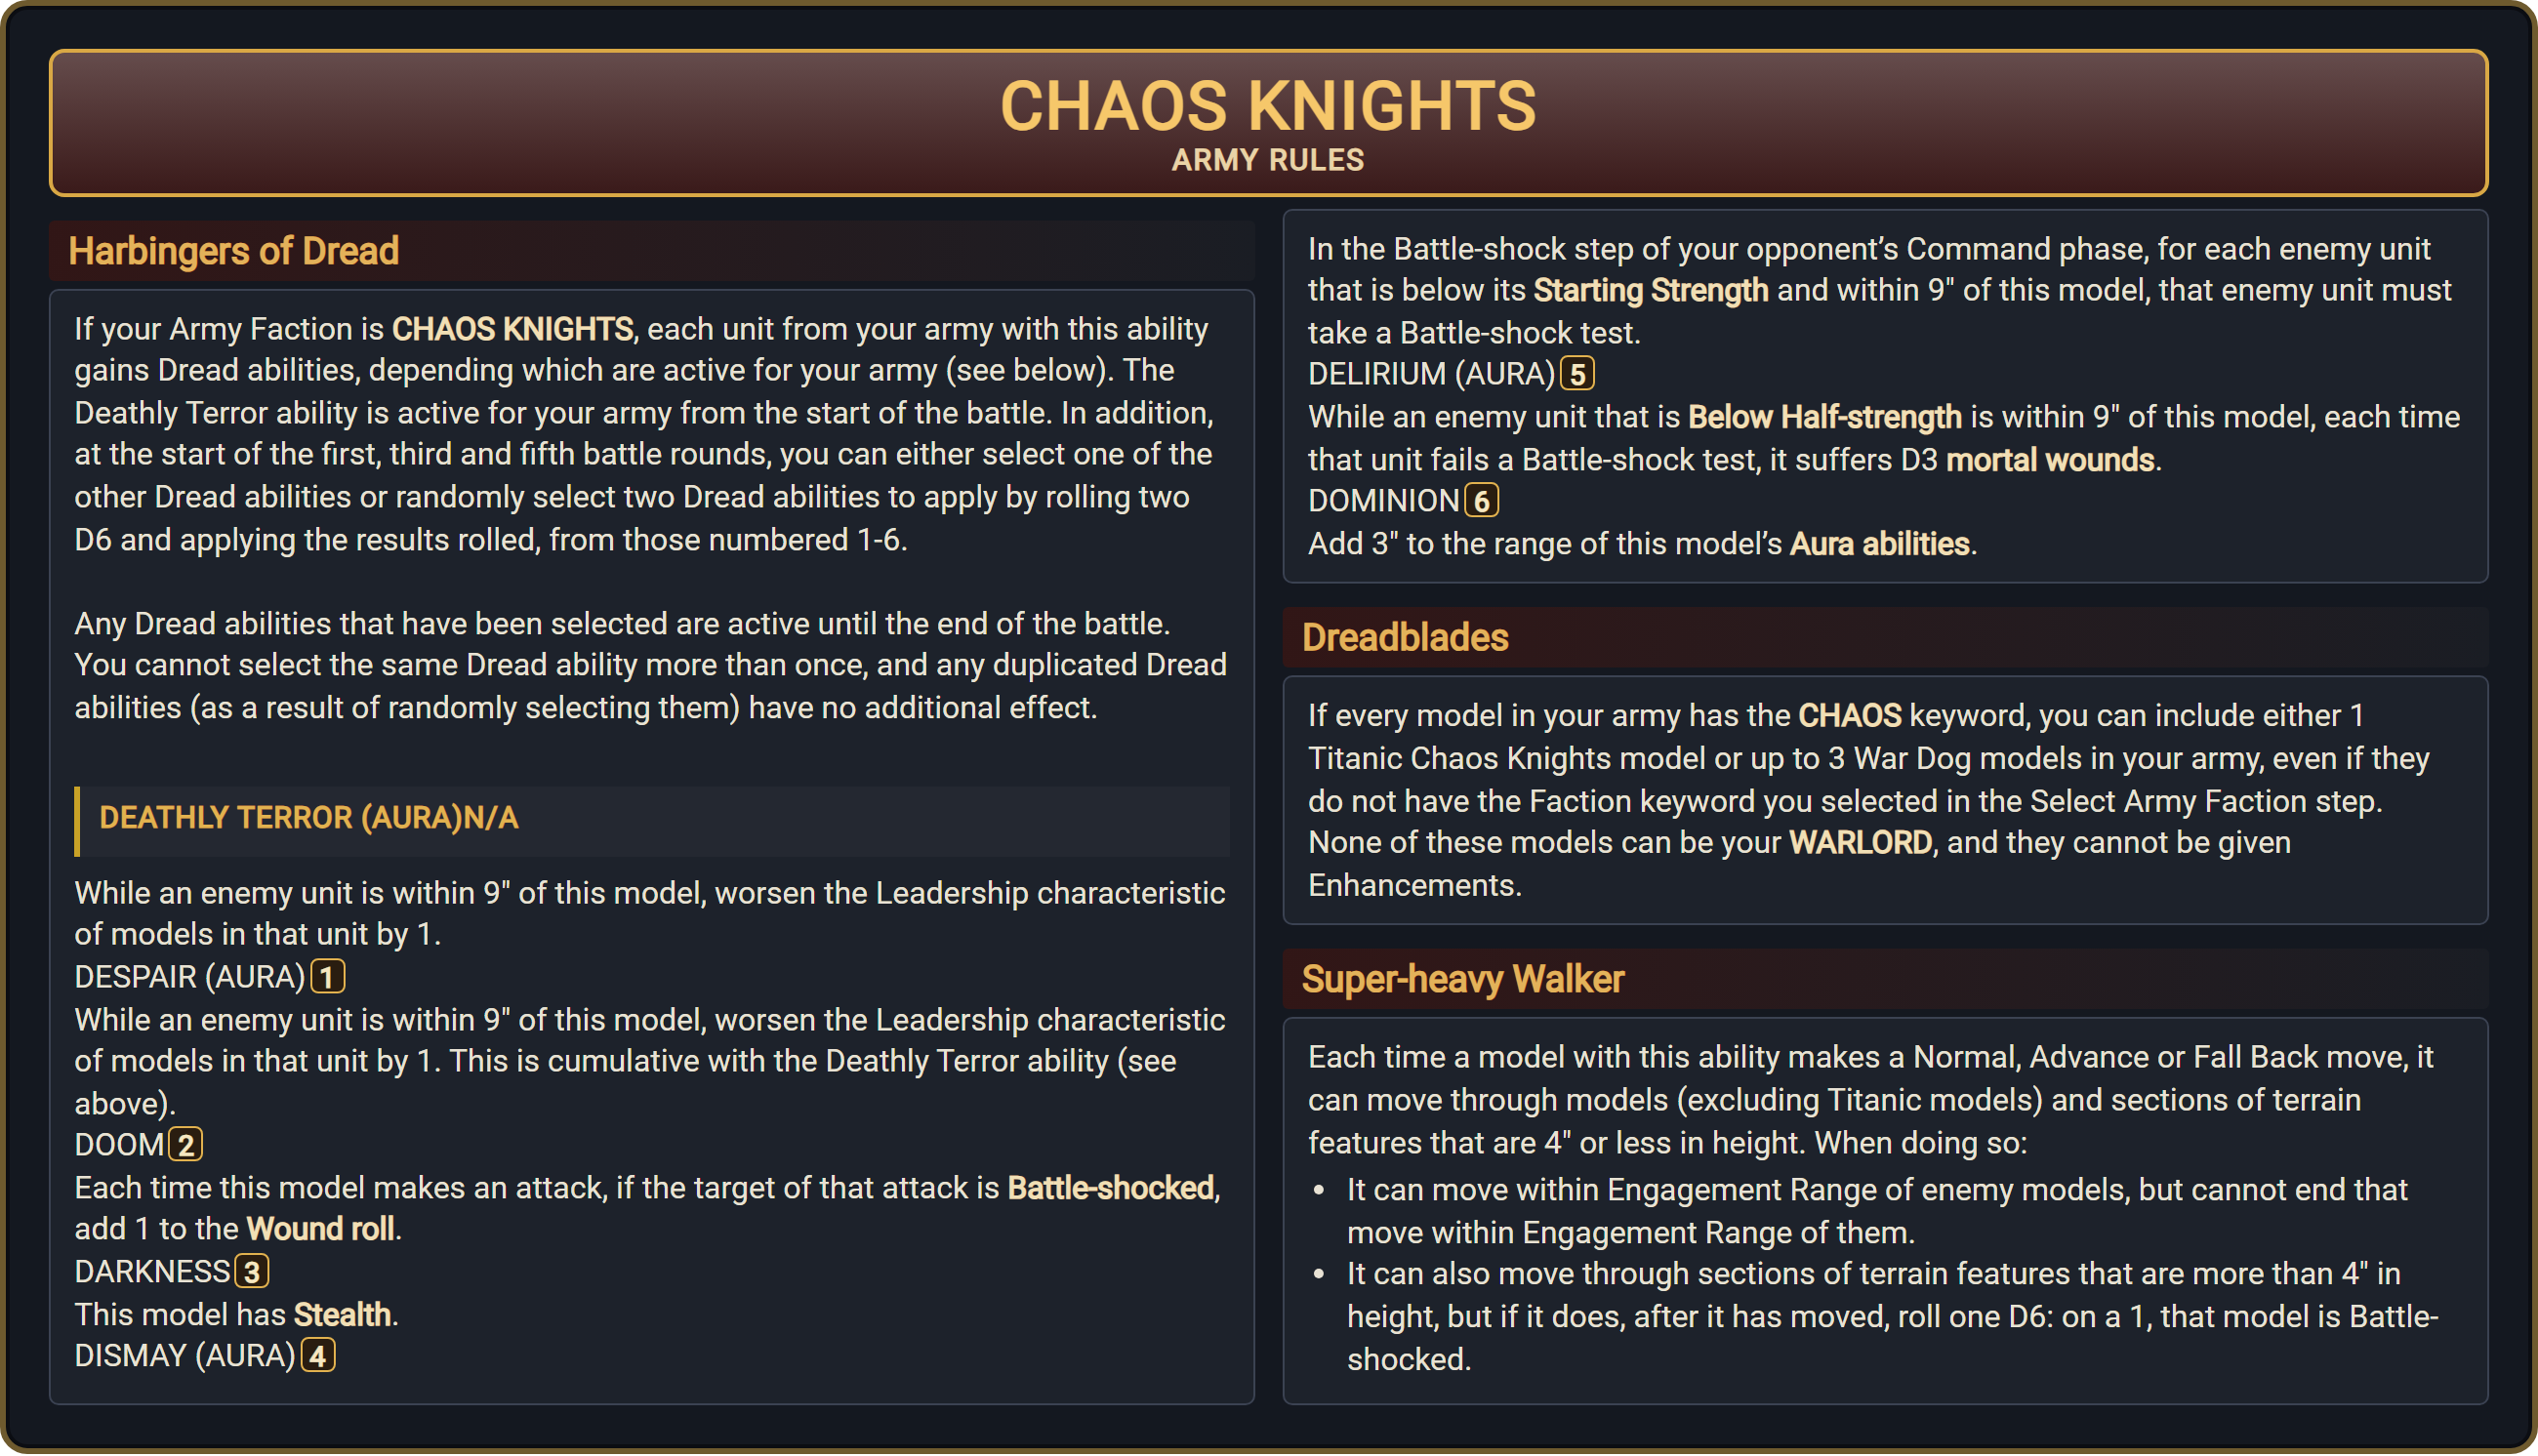 CHAOS KNIGHTS
ARMY RULES
Harbingers of Dread
If your Army Faction is CHAOS KNIGHTS, each unit from your army with this ability
gains Dread abilities, depending which are active for your army (see below). The
Deathly Terror ability is active for your army from the start of the battle. In addition,
at the start of the first, third and fifth battle rounds, you can either select one of the
other Dread abilities or randomly select two Dread abilities to apply by rolling two
D6 and applying the results rolled, from those numbered 1-6.
Any Dread abilities that have been selected are active until the end of the battle.
You cannot select the same Dread ability more than once, and any duplicated Dread
abilities (as a result of randomly selecting them) have no additional effect.
DEATHLY TERROR (AURA)N/A
While an enemy unit is within 9" of this model, worsen the Leadership characteristic
of models in that unit by 1.
DESPAIR (AURA) 1
While an enemy unit is within 9" of this model, worsen the Leadership characteristic
of models in that unit by 1. This is cumulative with the Deathly Terror ability (see
above).
DOOM 2
Each time this model makes an attack, if the target of that attack is Battle-shocked,
add 1 to the Wound roll.
DARKNESS 3
This model has Stealth.
DISMAY (AURA) 4
In the Battle-shock step of your opponent’s Command phase, for each enemy unit
that is below its Starting Strength and within 9" of this model, that enemy unit must
take a Battle-shock test.
DELIRIUM (AURA) 5
While an enemy unit that is Below Half-strength is within 9" of this model, each time
that unit fails a Battle-shock test, it suffers D3 mortal wounds.
DOMINION 6
Add 3" to the range of this model’s Aura abilities.
Dreadblades
If every model in your army has the CHAOS keyword, you can include either 1
Titanic Chaos Knights model or up to 3 War Dog models in your army, even if they
do not have the Faction keyword you selected in the Select Army Faction step.
None of these models can be your WARLORD, and they cannot be given
Enhancements.
Super-heavy Walker
Each time a model with this ability makes a Normal, Advance or Fall Back move, it
can move through models (excluding Titanic models) and sections of terrain
features that are 4" or less in height. When doing so:
• It can move within Engagement Range of enemy models, but cannot end that
move within Engagement Range of them.
• It can also move through sections of terrain features that are more than 4" in
height, but if it does, after it has moved, roll one D6: on a 1, that model is Battle-
shocked.